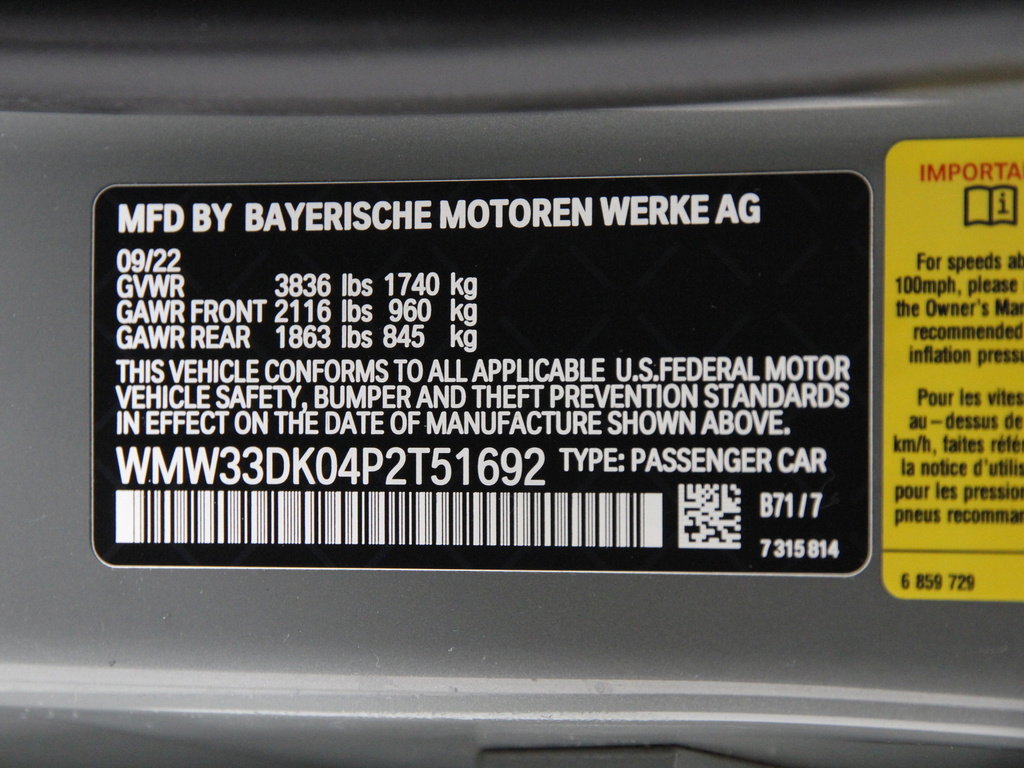 MFD BY BAYERISCHE MOTOREN WERKE AG
09/22
GVWR 3836 lbs 1740 kg
GAWR FRONT 2116 lbs 960 kg
GAWR REAR 1863 lbs 845 kg
THIS VEHICLE CONFORMS TO ALL APPLICABLE U.S.FEDERAL MOTOR
VEHICLE SAFETY, BUMPER AND THEFT PREVENTION STANDARDS
IN EFFECT ON THE DATE OF MANUFACTURE SHOWN ABOVE.
WMW33DK04P2T51692 TYPE: PASSENGER CAR
B71/7
7 315 814
IMPORTA
For speeds ab
100mph, please
the Owner's Man
recommended
inflation pressu
Pour les vites
au-dessus de
km/h, faites référ
la notice d'utilis
pour les pression
pneus recomman
6 859 729